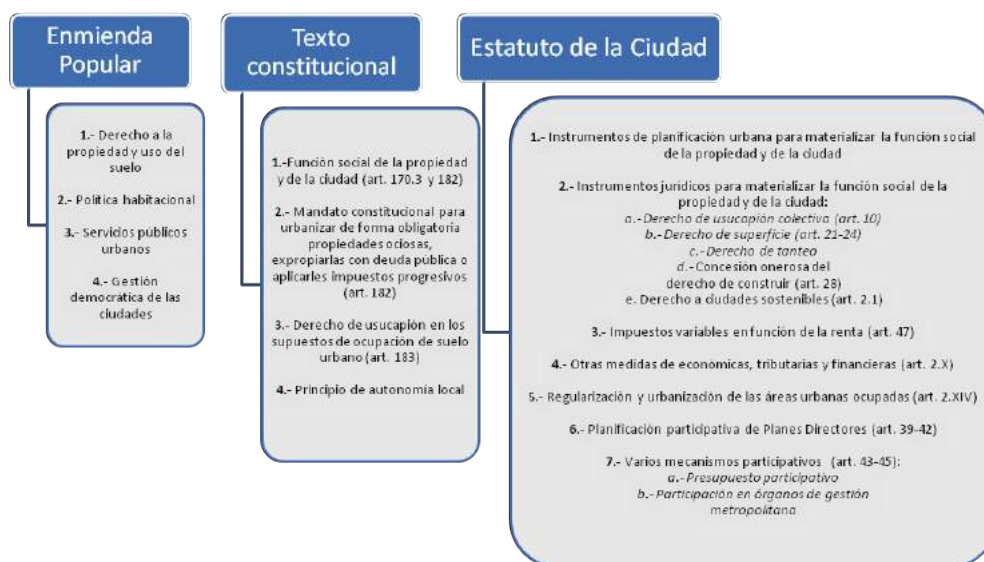 Enmienda
Popular
1.- Derecho a la
propiedad y uso del
suelo
2.- Política habitacional
3.- Servicios públicos
urbanos
4.- Gestión
democrática de las
ciudades
Texto
constitucional
1.-Función social de la propiedad
y de la ciudad (art. 170.3 y 182)
2.- Mandato constitucional para
urbanizar de forma obligatoria
propiedades ociosas,
expropiarlas con deuda pública o
aplicarles impuestos progresivos
(art. 182)
3.- Derecho de usucapión en los
supuestos de ocupación de suelo
urbano (art. 183)
4.- Principio de autonomía local
Estatuto de la Ciudad
1.- Instrumentos de planificación urbana para materializar la función social
de la propiedad y de la ciudad
2.- Instrumentos jurídicos para materializar la función social de la
propiedad y de la ciudad:
a.- Derecho de usucapión colectiva (art. 10)
b.- Derecho de superficie (art. 21-24)
c.- Derecho de tanteo
d.- Concesión onerosa del
derecho de construir (art. 28)
e. Derecho a ciudades sostenibles (art. 2.1)
3.- Impuestos variables en función de la renta (art. 47)
4.- Otras medidas de económicas, tributarias y financieras (art. 2.X)
5.- Regularización y urbanización de las áreas urbanas ocupadas (art. 2.XIV)
6.- Planificación participativa de Planes Directores (art. 39-42)
7.- Varios mecanismos participativos (art. 43-45):
a.- Presupuesto participativo
b.- Participación en órganos de gestión
metropolitana